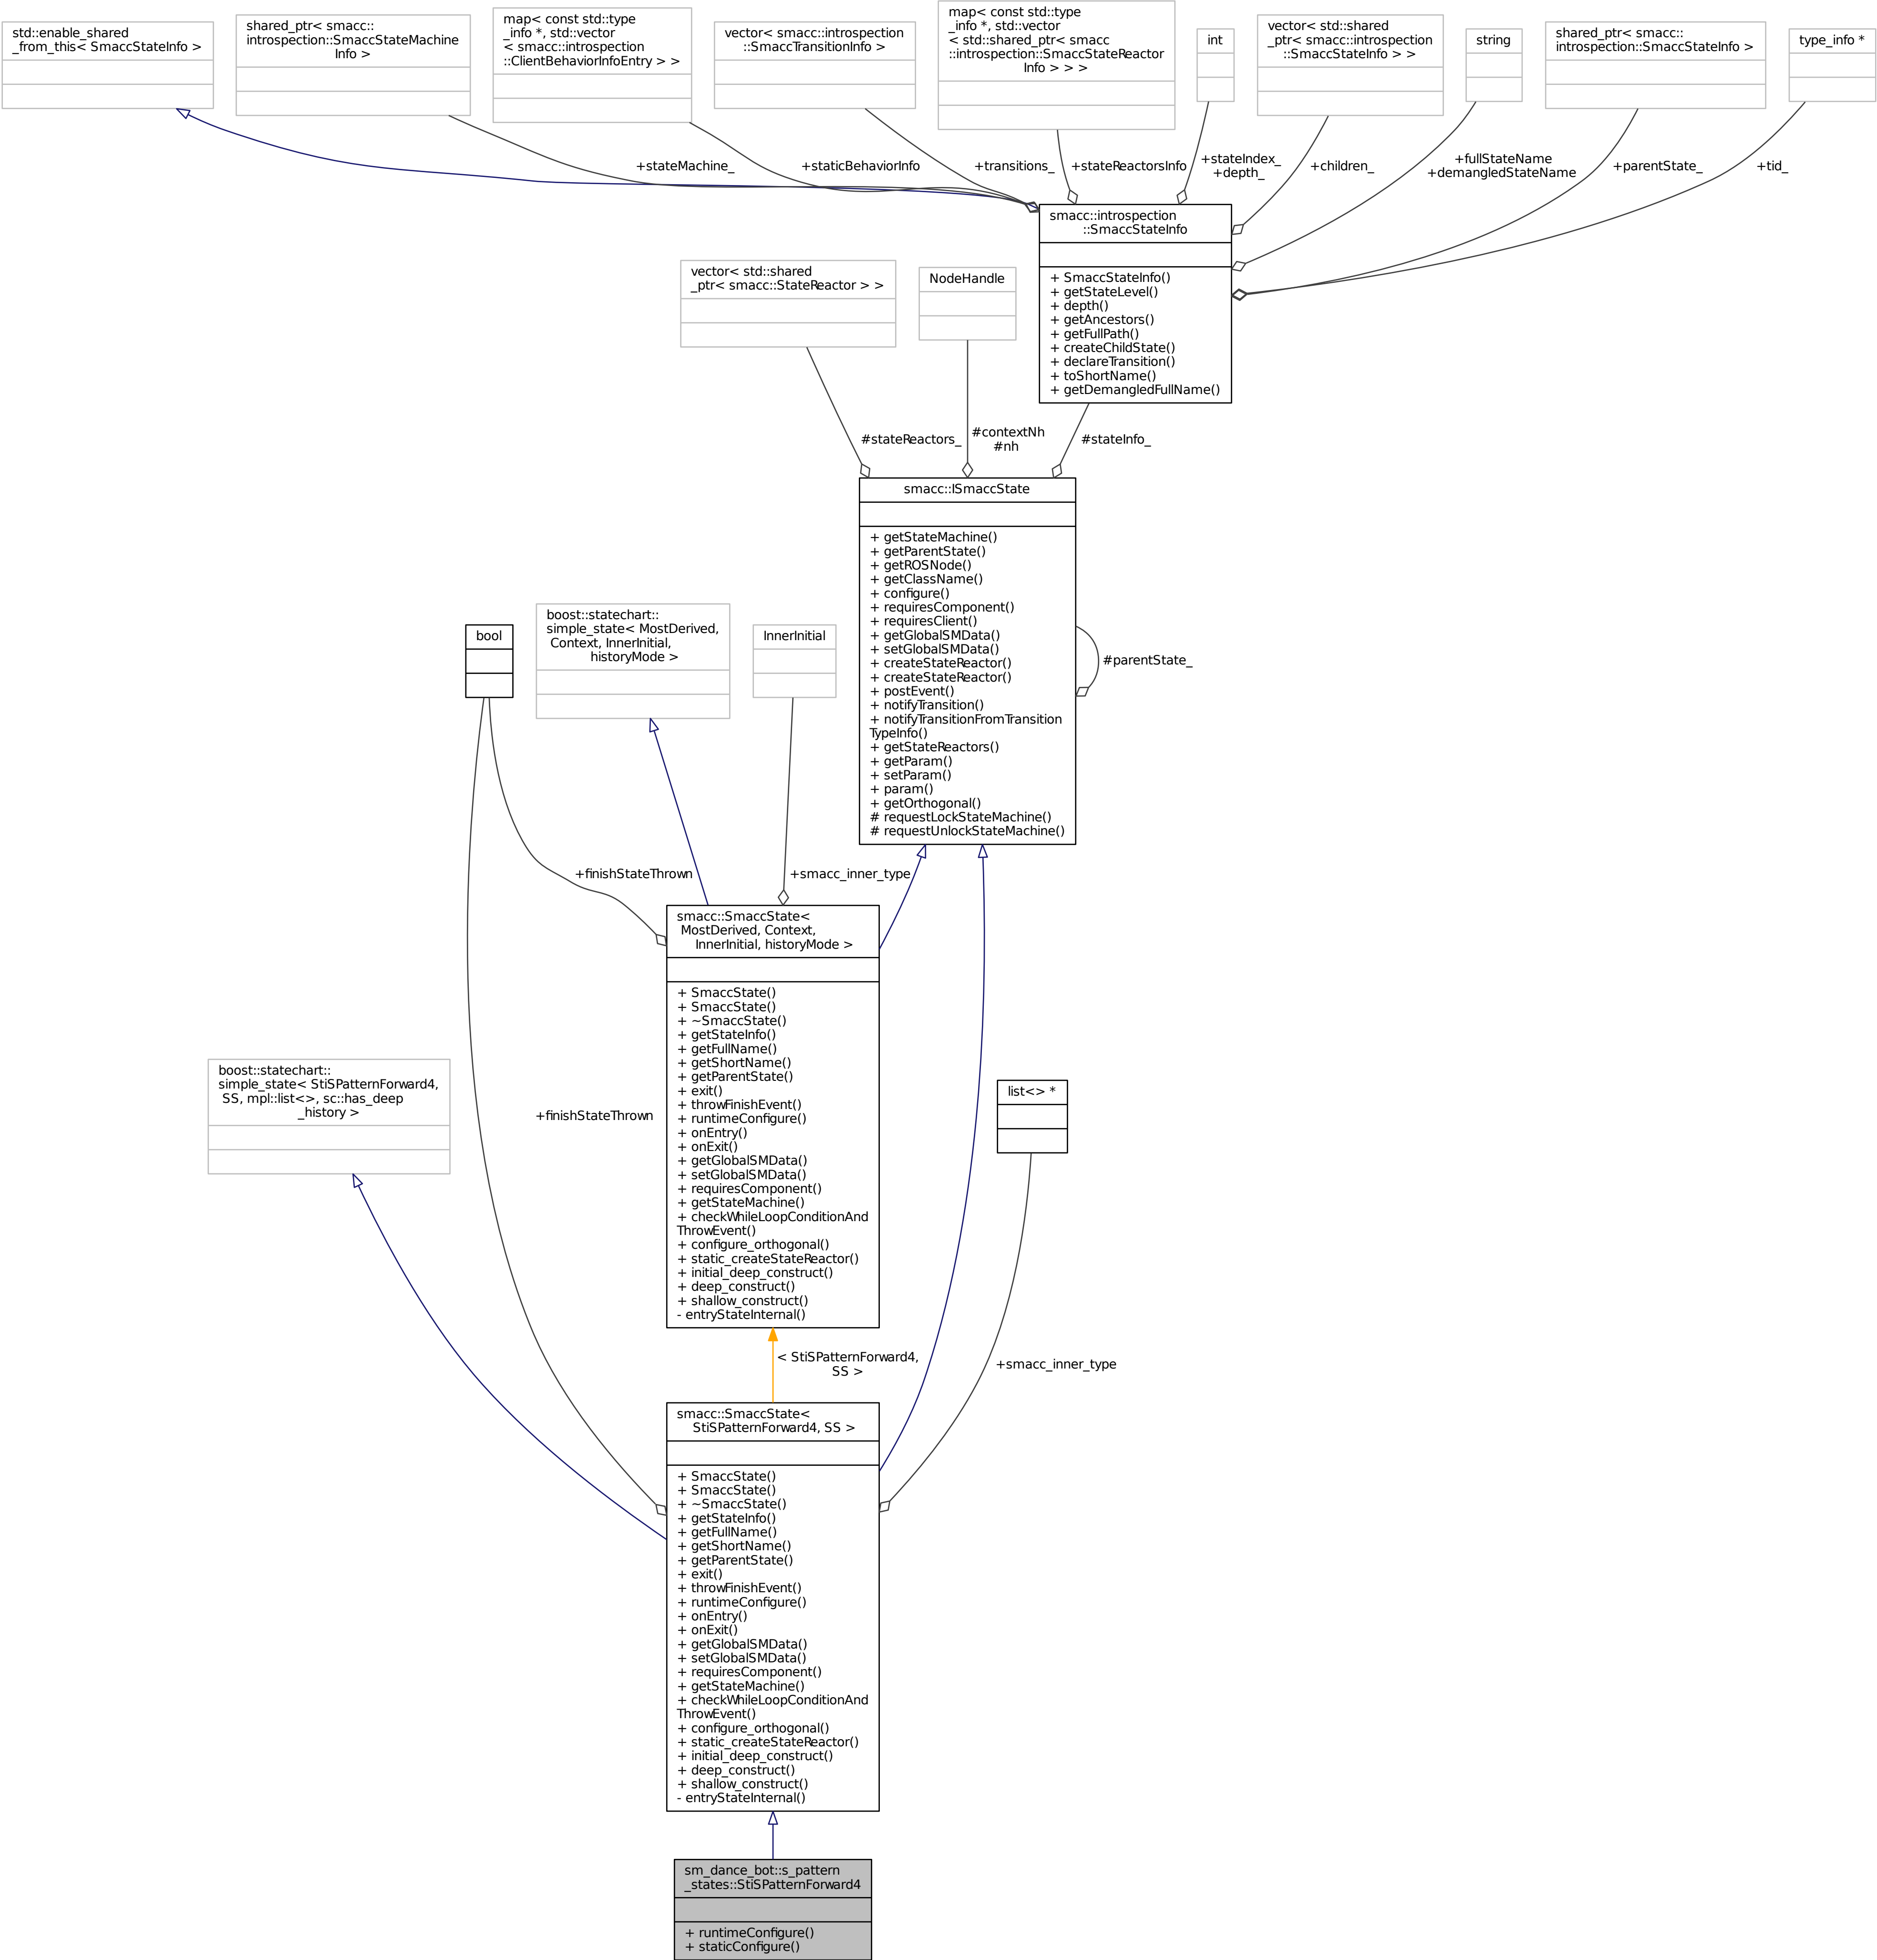 std::enable_shared
_from_this< SmaccStateInfo >
shared_ptr< smacc::
introspection::SmaccStateMachine
Info >
map< const std::type
_info *, std::vector
< smacc::introspection
::ClientBehaviorInfoEntry > >
vector< smacc::introspection
::SmaccTransitionInfo >
map< const std::type
_info *, std::vector
< std::shared_ptr< smacc
::introspection::SmaccStateReactor
Info > > >
int
vector< std::shared
_ptr< smacc::introspection
::SmaccStateInfo > >
string
shared_ptr< smacc::
introspection::SmaccStateInfo >
type_info *
+stateMachine_
+staticBehaviorInfo
+transitions_
+stateReactorsInfo
+stateIndex_
+depth_
+children_
+fullStateName
+demangledStateName
+parentState_
+tid_
smacc::introspection
::SmaccStateInfo
+ SmaccStateInfo()
+ getStateLevel()
+ depth()
+ getAncestors()
+ getFullPath()
+ createChildState()
+ declareTransition()
+ toShortName()
+ getDemangledFullName()
vector< std::shared
_ptr< smacc::StateReactor > >
NodeHandle
#stateReactors_
#contextNh
#nh
#stateInfo_
smacc::ISmaccState
+ getStateMachine()
+ getParentState()
+ getROSNode()
+ getClassName()
+ configure()
+ requiresComponent()
+ requiresClient()
+ getGlobalSMData()
+ setGlobalSMData()
+ createStateReactor()
+ createStateReactor()
+ postEvent()
+ notifyTransition()
+ notifyTransitionFromTransition
TypeInfo()
+ getStateReactors()
+ getParam()
+ setParam()
+ param()
+ getOrthogonal()
# requestLockStateMachine()
# requestUnlockStateMachine()
#parentState_
bool
boost::statechart::
simple_state< MostDerived,
Context, InnerInitial,
historyMode >
InnerInitial
+finishStateThrown
+smacc_inner_type
smacc::SmaccState<
MostDerived, Context,
InnerInitial, historyMode >
+ SmaccState()
+ SmaccState()
+ ~SmaccState()
+ getStateInfo()
+ getFullName()
+ getShortName()
+ getParentState()
+ exit()
+ throwFinishEvent()
+ runtimeConfigure()
+ onEntry()
+ onExit()
+ getGlobalSMData()
+ setGlobalSMData()
+ requiresComponent()
+ getStateMachine()
+ checkWhileLoopConditionAnd
ThrowEvent()
+ configure_orthogonal()
+ static_createStateReactor()
+ initial_deep_construct()
+ deep_construct()
+ shallow_construct()
- entryStateInternal()
boost::statechart::
simple_state< StiSPatternForward4,
SS, mpl::list<>, sc::has_deep
_history >
+finishStateThrown
list<> *
< StiSPatternForward4,
SS >
+smacc_inner_type
smacc::SmaccState<
StiSPatternForward4, SS >
+ SmaccState()
+ SmaccState()
+ ~SmaccState()
+ getStateInfo()
+ getFullName()
+ getShortName()
+ getParentState()
+ exit()
+ throwFinishEvent()
+ runtimeConfigure()
+ onEntry()
+ onExit()
+ getGlobalSMData()
+ setGlobalSMData()
+ requiresComponent()
+ getStateMachine()
+ checkWhileLoopConditionAnd
ThrowEvent()
+ configure_orthogonal()
+ static_createStateReactor()
+ initial_deep_construct()
+ deep_construct()
+ shallow_construct()
- entryStateInternal()
sm_dance_bot::s_pattern
_states::StiSPatternForward4
+ runtimeConfigure()
+ staticConfigure()